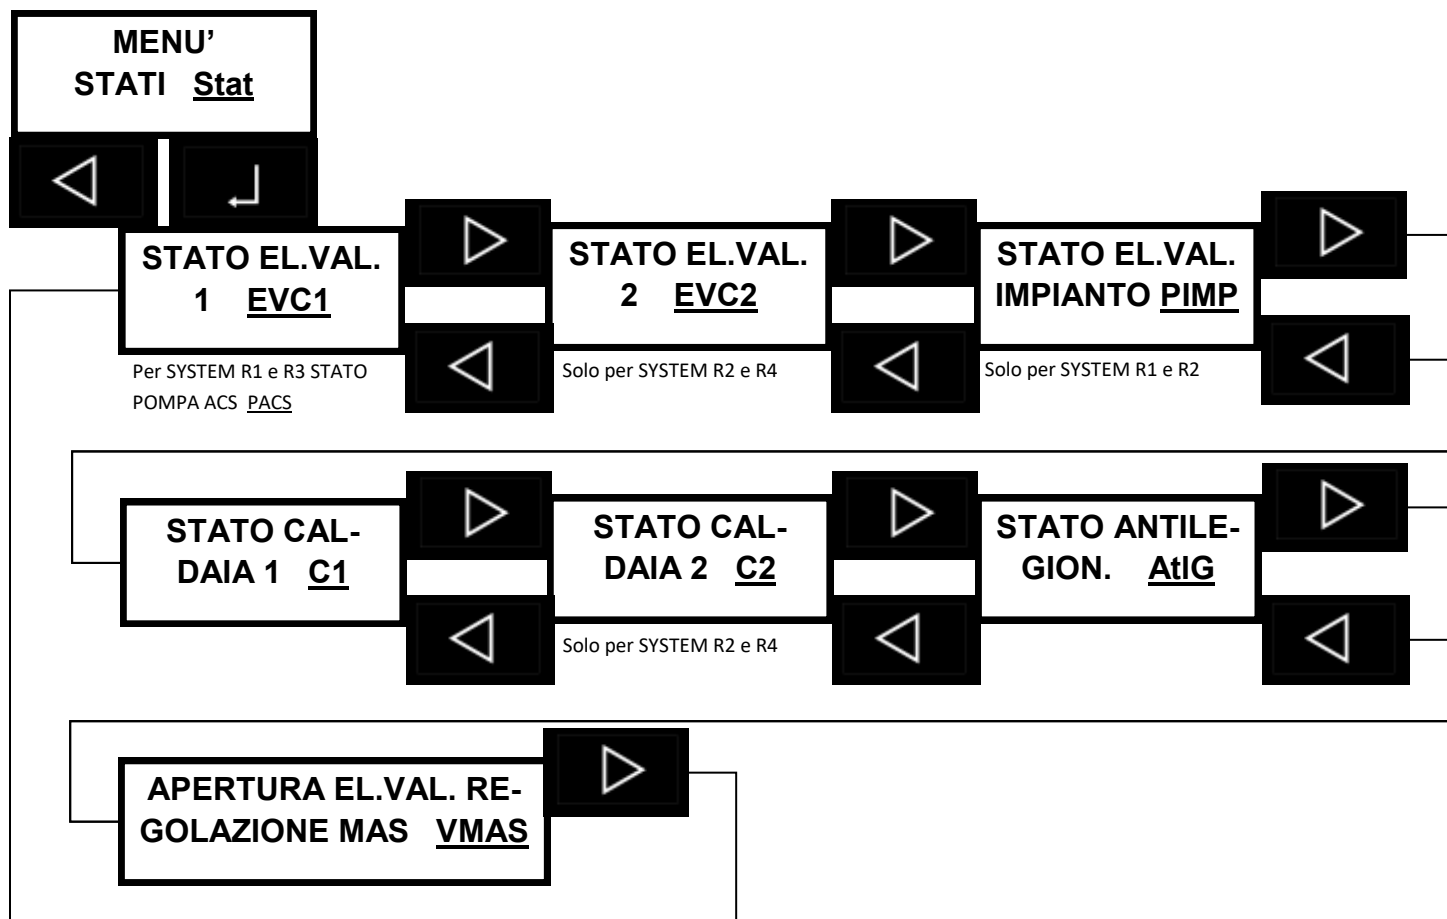 MENU’
STATI Stat
STATO EL.VAL.
1 EVC1
Per SYSTEM R1 e R3 STATO
POMPA ACS PACS
STATO EL.VAL.
2 EVC2
Solo per SYSTEM R2 e R4
STATO EL.VAL.
IMPIANTO PIMP
Solo per SYSTEM R1 e R2
STATO CAL-
DAIA 1 C1
STATO CAL-
DAIA 2 C2
Solo per SYSTEM R2 e R4
STATO ANTILE-
GION. AtIG
APERTURA EL.VAL. RE-
GOLAZIONE MAS VMAS